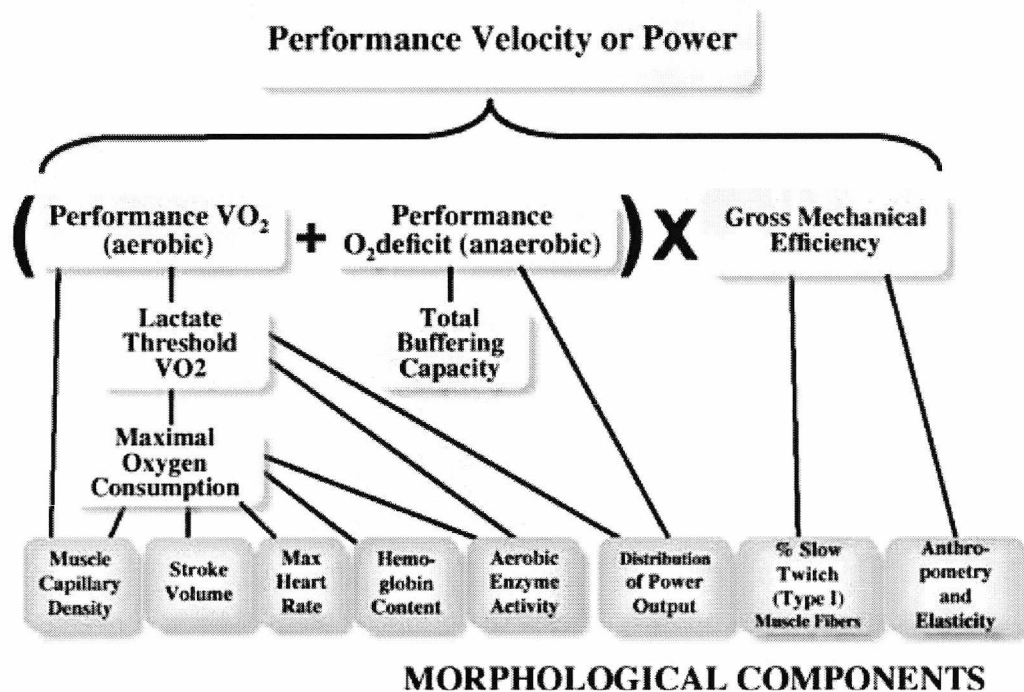 Performance Velocity or Power
( Performance VO₂
(aerobic)
+
Performance
O₂deficit (anaerobic) )
X
Gross Mechanical
Efficiency
Lactate
Threshold
VO2
Total
Buffering
Capacity
Maximal
Oxygen
Consumption
Muscle
Capillary
Density
Stroke
Volume
Max
Heart
Rate
Hemo-
globin
Content
Aerobic
Enzyme
Activity
Distribution
of Power
Output
% Slow
Twitch
(Type I)
Muscle Fibers
Anthro-
pometry
and
Elasticity
MORPHOLOGICAL COMPONENTS